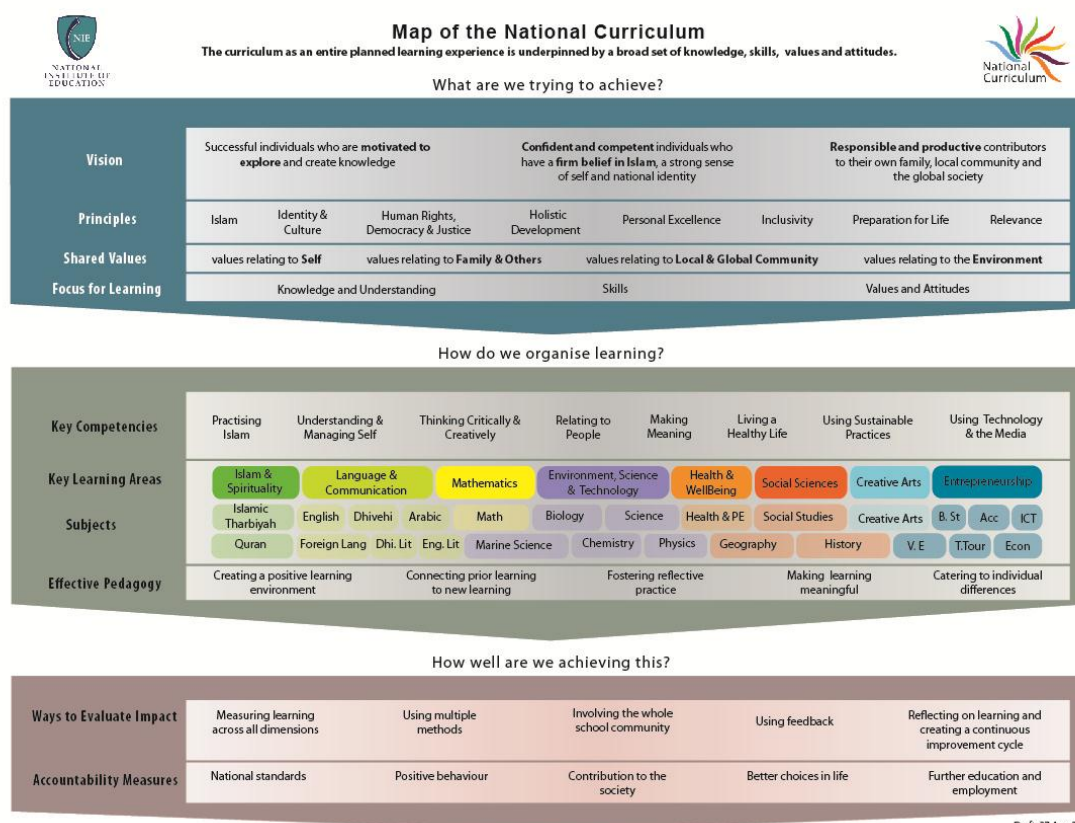 NIE
NATIONAL
INSTITUTE OF
EDUCATION
Map of the National Curriculum
The curriculum as an entire planned learning experience is underpinned by a broad set of knowledge, skills, values and attitudes.
National
Curriculum
What are we trying to achieve?
Vision
Successful individuals who are motivated to
explore and create knowledge
Confident and competent individuals who
have a firm belief in Islam, a strong sense
of self and national identity
Responsible and productive contributors
to their own family, local community and
the global society
Principles
Islam
Identity &
Culture
Human Rights,
Democracy & Justice
Holistic
Development
Personal Excellence
Inclusivity
Preparation for Life
Relevance
Shared Values
values relating to Self
values relating to Family & Others
values relating to Local & Global Community
values relating to the Environment
Focus for Learning
Knowledge and Understanding
Skills
Values and Attitudes
How do we organise learning?
Key Competencies
Practising
Islam
Understanding &
Managing Self
Thinking Critically &
Creatively
Relating to
People
Making
Meaning
Living a
Healthy Life
Using Sustainable
Practices
Using Technology
& the Media
Key Learning Areas
Islam &
Spirituality
Language &
Communication
Mathematics
Environment, Science
& Technology
Health &
WellBeing
Social Sciences
Creative Arts
Entrepreneurship
Subjects
Islamic
Tharbiyah
English
Dhivehi
Arabic
Math
Biology
Science
Health & PE
Social Studies
Creative Arts
B. St
Acc
ICT
Quran
Foreign Lang
Dhi. Lit
Eng. Lit
Marine Science
Chemistry
Physics
Geography
History
V. E
T.Tour
Econ
Effective Pedagogy
Creating a positive learning
environment
Connecting prior learning
to new learning
Fostering reflective
practice
Making learning
meaningful
Catering to individual
differences
How well are we achieving this?
Ways to Evaluate Impact
Measuring learning
across all dimensions
Using multiple
methods
Involving the whole
school community
Using feedback
Reflecting on learning and
creating a continuous
improvement cycle
Accountability Measures
National standards
Positive behaviour
Contribution to the
society
Better choices in life
Further education and
employment